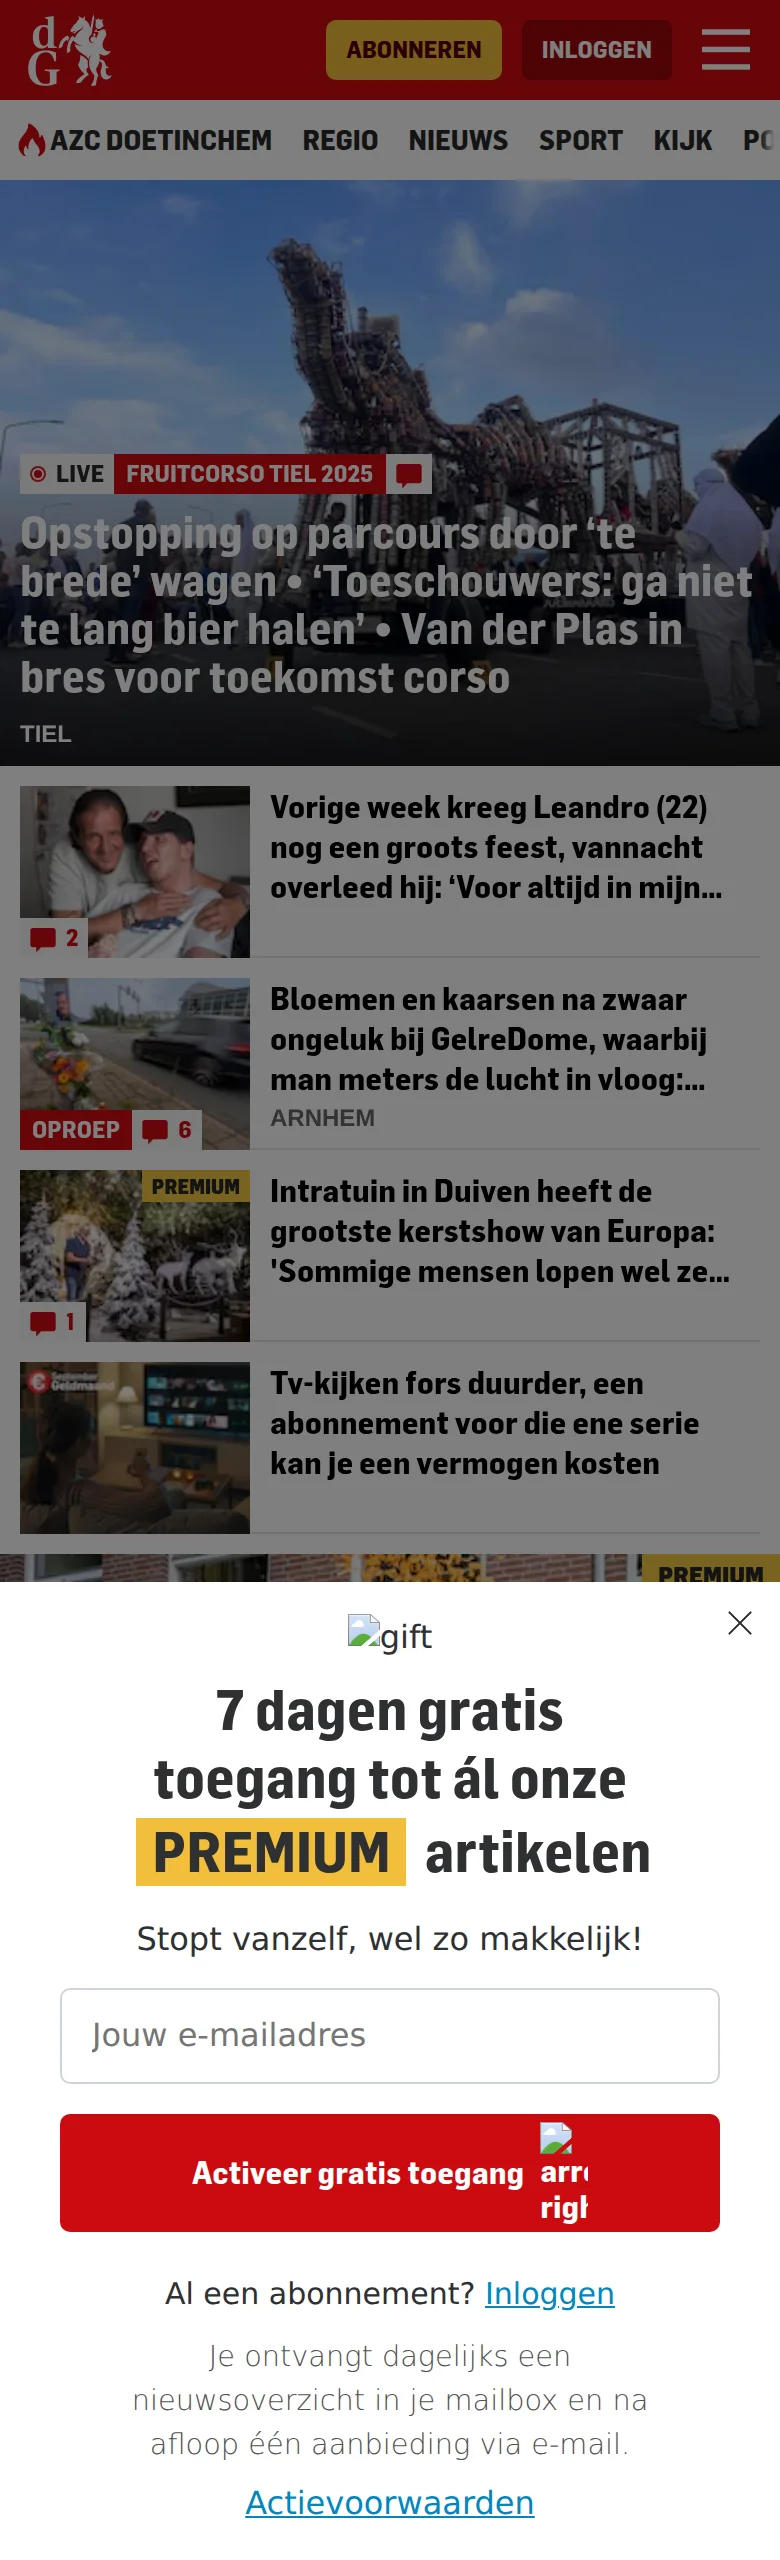 dG
ABONNEREN
INLOGGEN
AZC DOETINCHEM REGIO NIEUWS SPORT KIJK
LIVE FRUITCORSO TIEL 2025
Opstopping op parcours door ‘te
brede’ wagen • ‘Toeschouwers: ga niet
te lang bier halen’ • Van der Plas in
bres voor toekomst corso
TIEL
Vorige week kreeg Leandro (22)
nog een groots feest, vannacht
overleed hij: ‘Voor altijd in mijn...
2
Bloemen en kaarsen na zwaar
ongeluk bij GelreDome, waarbij
man meters de lucht in vloog:...
ARNHEM
OPROEP 6
PREMIUM
Intratuin in Duiven heeft de
grootste kerstshow van Europa:
'Sommige mensen lopen wel ze...
1
September
Geldmaand
Tv-kijken fors duurder, een
abonnement voor die ene serie
kan je een vermogen kosten
PREMIUM
gift
7 dagen gratis
toegang tot ál onze
PREMIUM artikelen
Stopt vanzelf, wel zo makkelijk!
Jouw e-mailadres
Activeer gratis toegang
Al een abonnement? Inloggen
Je ontvangt dagelijks een
nieuwsoverzicht in je mailbox en na
afloop één aanbieding via e-mail.
Actievoorwaarden